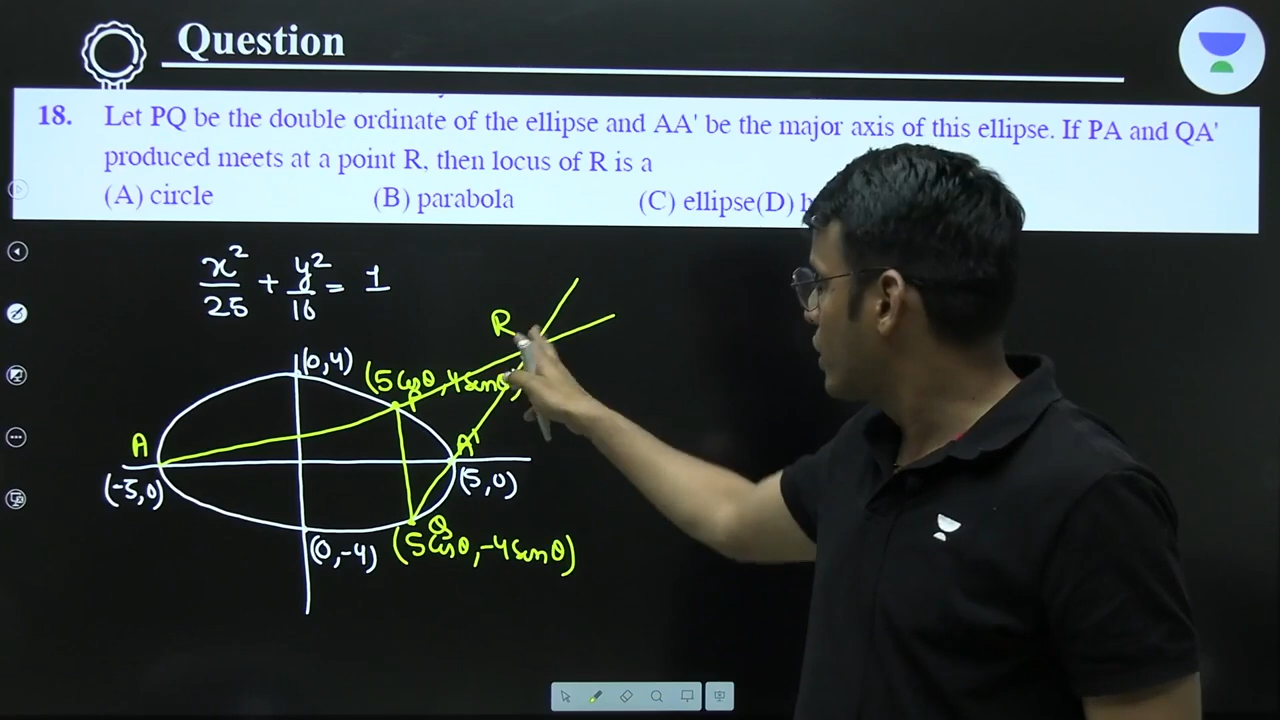 Question
18. Let PQ be the double ordinate of the ellipse and AA' be the major axis of this ellipse. If PA and QA'
produced meets at a point R, then locus of R is a
(A) circle (B) parabola (C) ellipse(D) h
x²/25 + y²/16 = 1
R
(0,4)
(5cosθ, 4sinθ)
P
A
A'
(-5,0)
(5,0)
Q
(0,-4)
(5cosθ, -4sinθ)